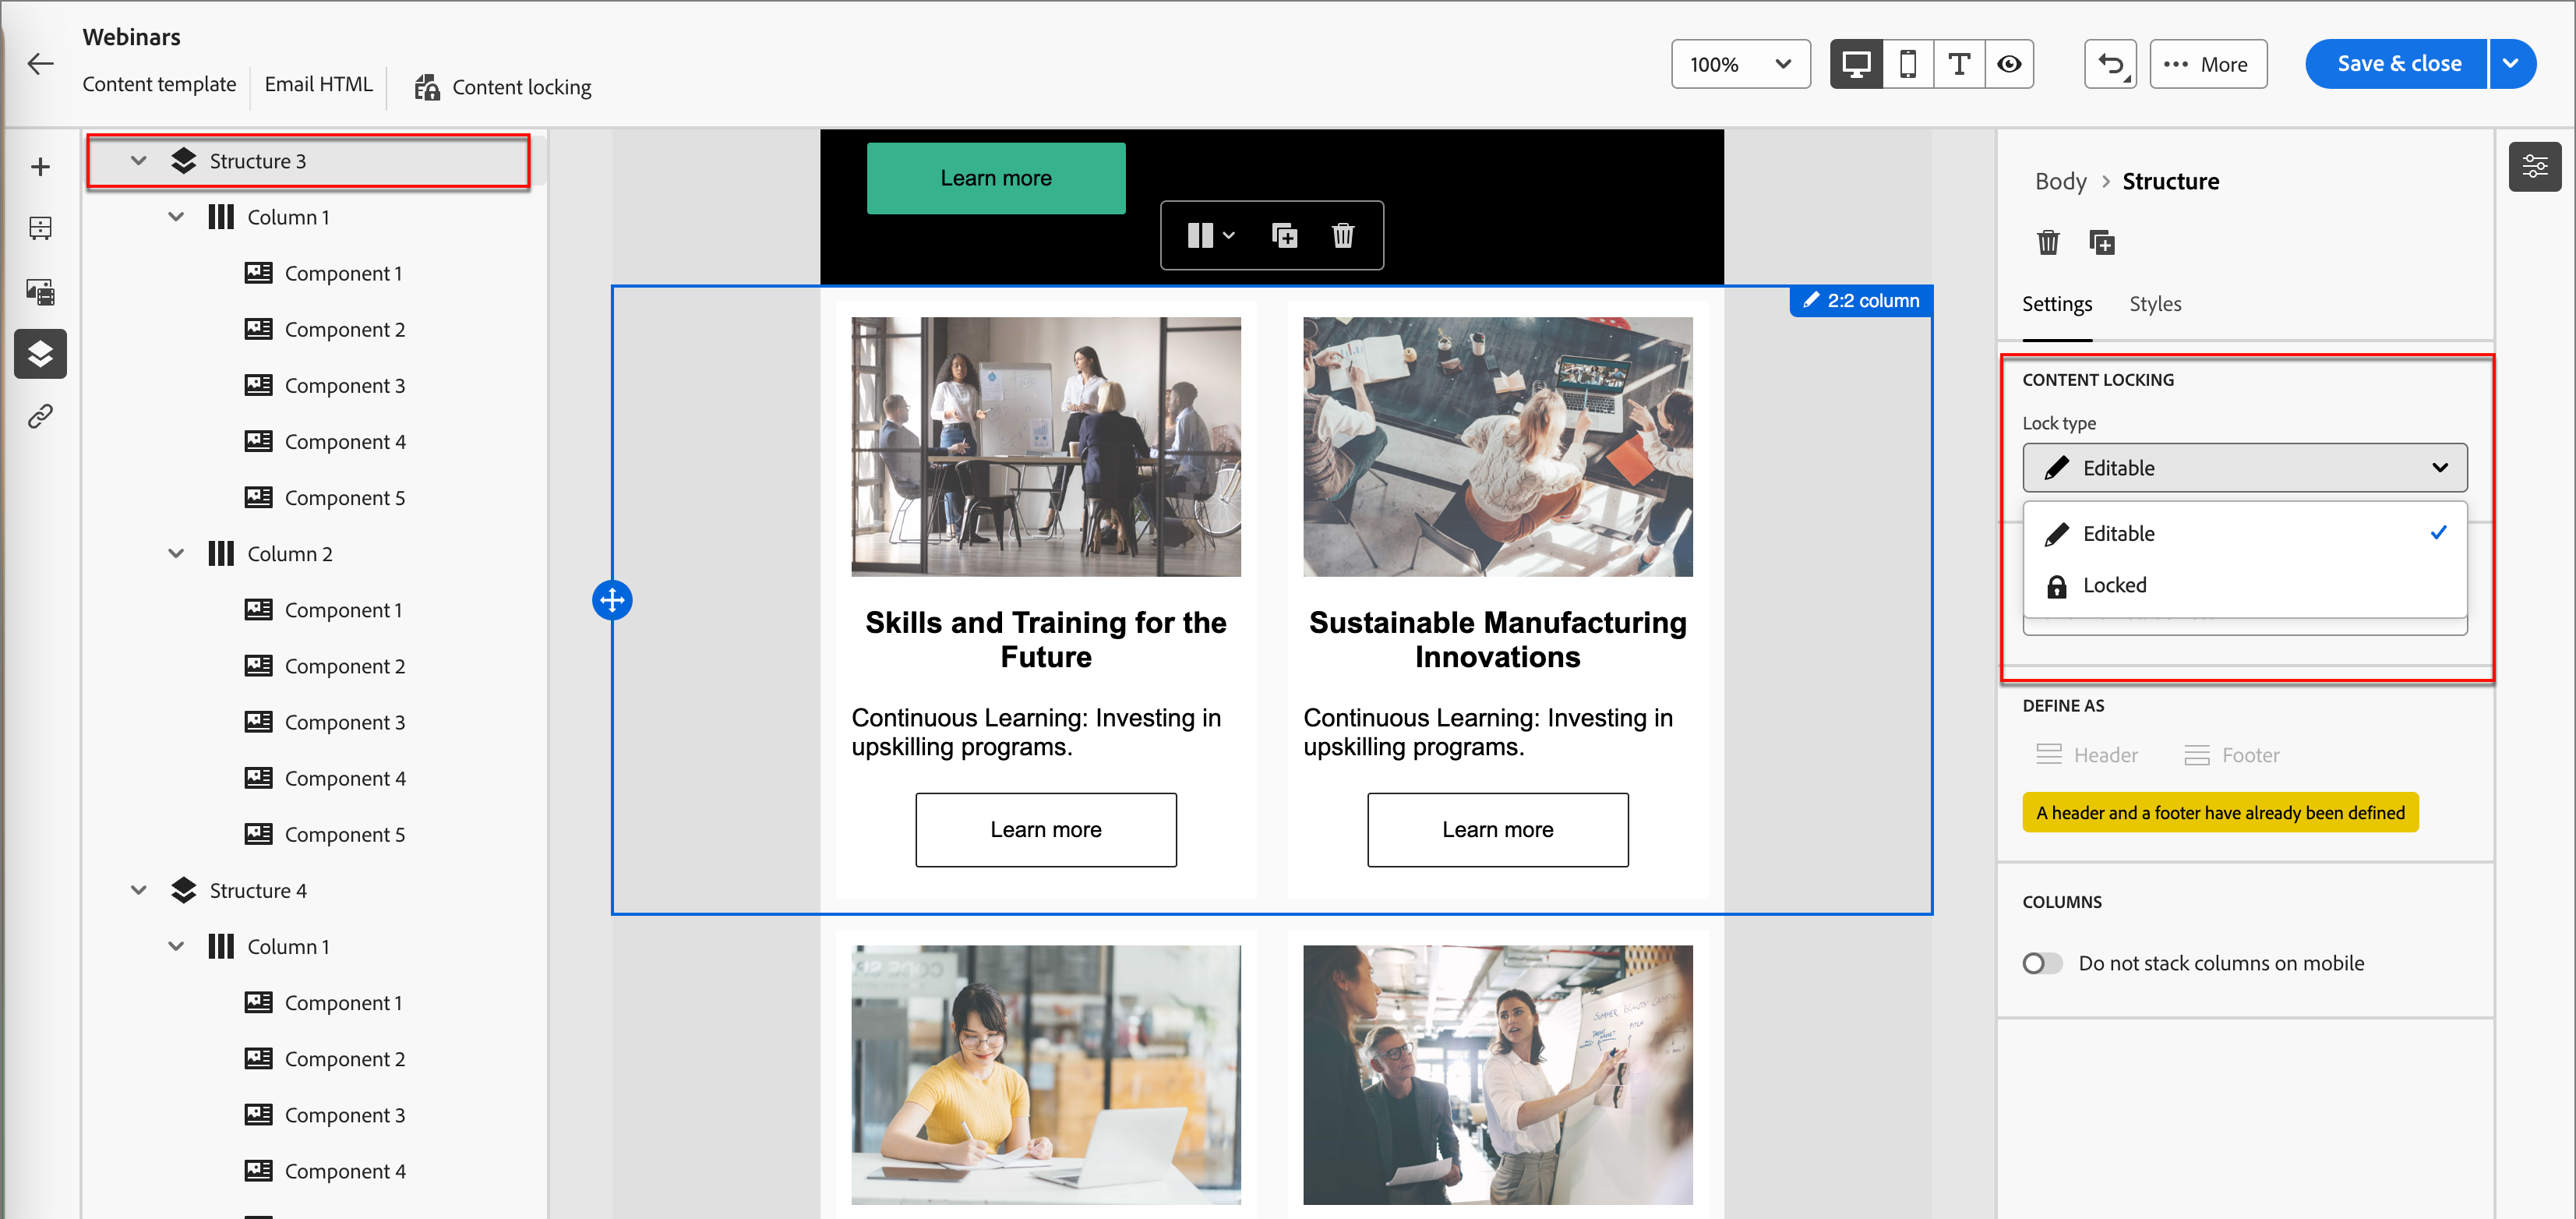 Webinars
Content template
Email HTML
Content locking
100%
More
Save & close
Structure 3
Column 1
Component 1
Component 2
Component 3
Component 4
Component 5
Column 2
Component 1
Component 2
Component 3
Component 4
Component 5
Structure 4
Column 1
Component 1
Component 2
Component 3
Component 4
Learn more
2:2 column
Skills and Training for the
Future
Continuous Learning: Investing in
upskilling programs.
Learn more
Sustainable Manufacturing
Innovations
Continuous Learning: Investing in
upskilling programs.
Learn more
Body > Structure
Settings
Styles
CONTENT LOCKING
Lock type
Editable
Editable
Locked
DEFINE AS
Header
Footer
A header and a footer have already been defined
COLUMNS
Do not stack columns on mobile